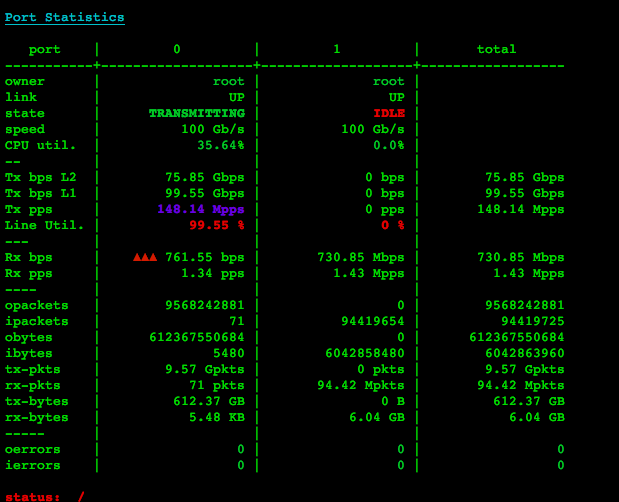 Port Statistics
port | 0 | 1 | total
-----------+--------------------+--------------------+------------------
owner | root | root |
link | UP | UP |
state | TRANSMITTING | IDLE |
speed | 100 Gb/s | 100 Gb/s |
CPU util. | 35.64% | 0.0% |
-- | | |
Tx bps L2 | 75.85 Gbps | 0 bps | 75.85 Gbps
Tx bps L1 | 99.55 Gbps | 0 bps | 99.55 Gbps
Tx pps | 148.14 Mpps | 0 pps | 148.14 Mpps
Line Util. | 99.55 % | 0 % |
--- | | |
Rx bps | ▲▲▲ 761.55 bps | 730.85 Mbps | 730.85 Mbps
Rx pps | 1.34 pps | 1.43 Mpps | 1.43 Mpps
---- | | |
opackets | 9568242881 | 0 | 9568242881
ipackets | 71 | 94419654 | 94419725
obytes | 612367550684 | 0 | 612367550684
ibytes | 5480 | 6042858480 | 6042863960
tx-pkts | 9.57 Gpkts | 0 pkts | 9.57 Gpkts
rx-pkts | 71 pkts | 94.42 Mpkts | 94.42 Mpkts
tx-bytes | 612.37 GB | 0 B | 612.37 GB
rx-bytes | 5.48 KB | 6.04 GB | 6.04 GB
----- | | |
oerrors | 0 | 0 | 0
ierrors | 0 | 0 | 0
status: /